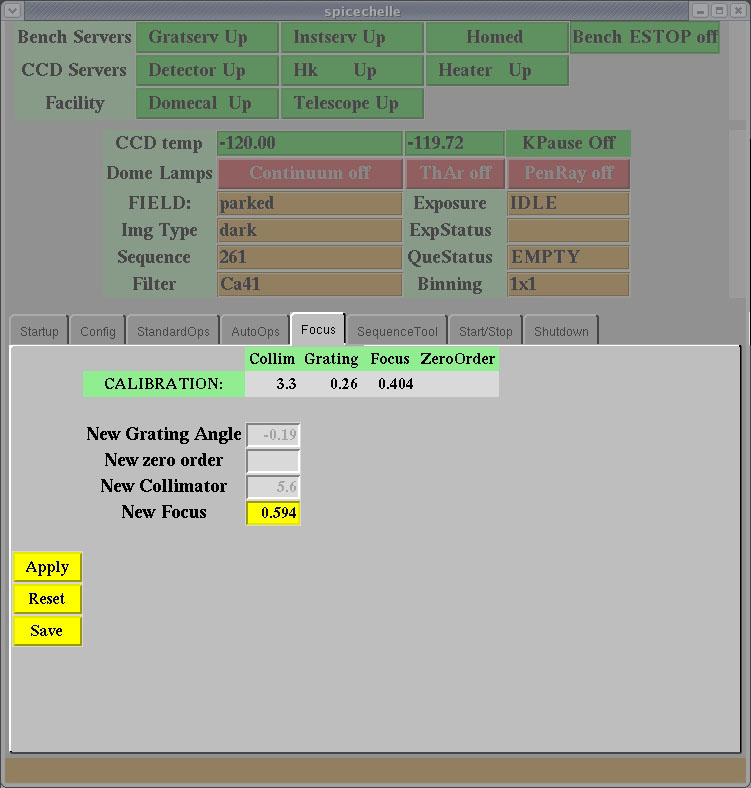 spicechelle
Bench Servers Gratserv Up Instserv Up Homed Bench ESTOP off
CCD Servers Detector Up Hk Up Heater Up
Facility Domecal Up Telescope Up
CCD temp -120.00 -119.72 KPause Off
Dome Lamps Continuum off ThAr off PenRay off
FIELD: parked Exposure IDLE
Img Type dark ExpStatus
Sequence 261 QueStatus EMPTY
Filter Ca41 Binning 1x1
Startup Config StandardOps AutoOps Focus SequenceTool Start/Stop Shutdown
Collim Grating Focus ZeroOrder
CALIBRATION: 3.3 0.26 0.404
New Grating Angle -0.19
New zero order
New Collimator 5.6
New Focus 0.594
Apply
Reset
Save